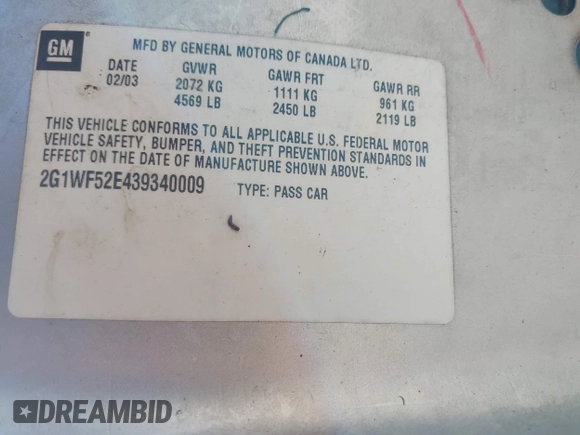 GM
MFD BY GENERAL MOTORS OF CANADA LTD.
DATE GVWR GAWR FRT GAWR RR
02/03 2072 KG 1111 KG 961 KG
4569 LB 2450 LB 2119 LB
THIS VEHICLE CONFORMS TO ALL APPLICABLE U.S. FEDERAL MOTOR
VEHICLE SAFETY, BUMPER, AND THEFT PREVENTION STANDARDS IN
EFFECT ON THE DATE OF MANUFACTURE SHOWN ABOVE.
2G1WF52E439340009 TYPE: PASS CAR
DREAMBID